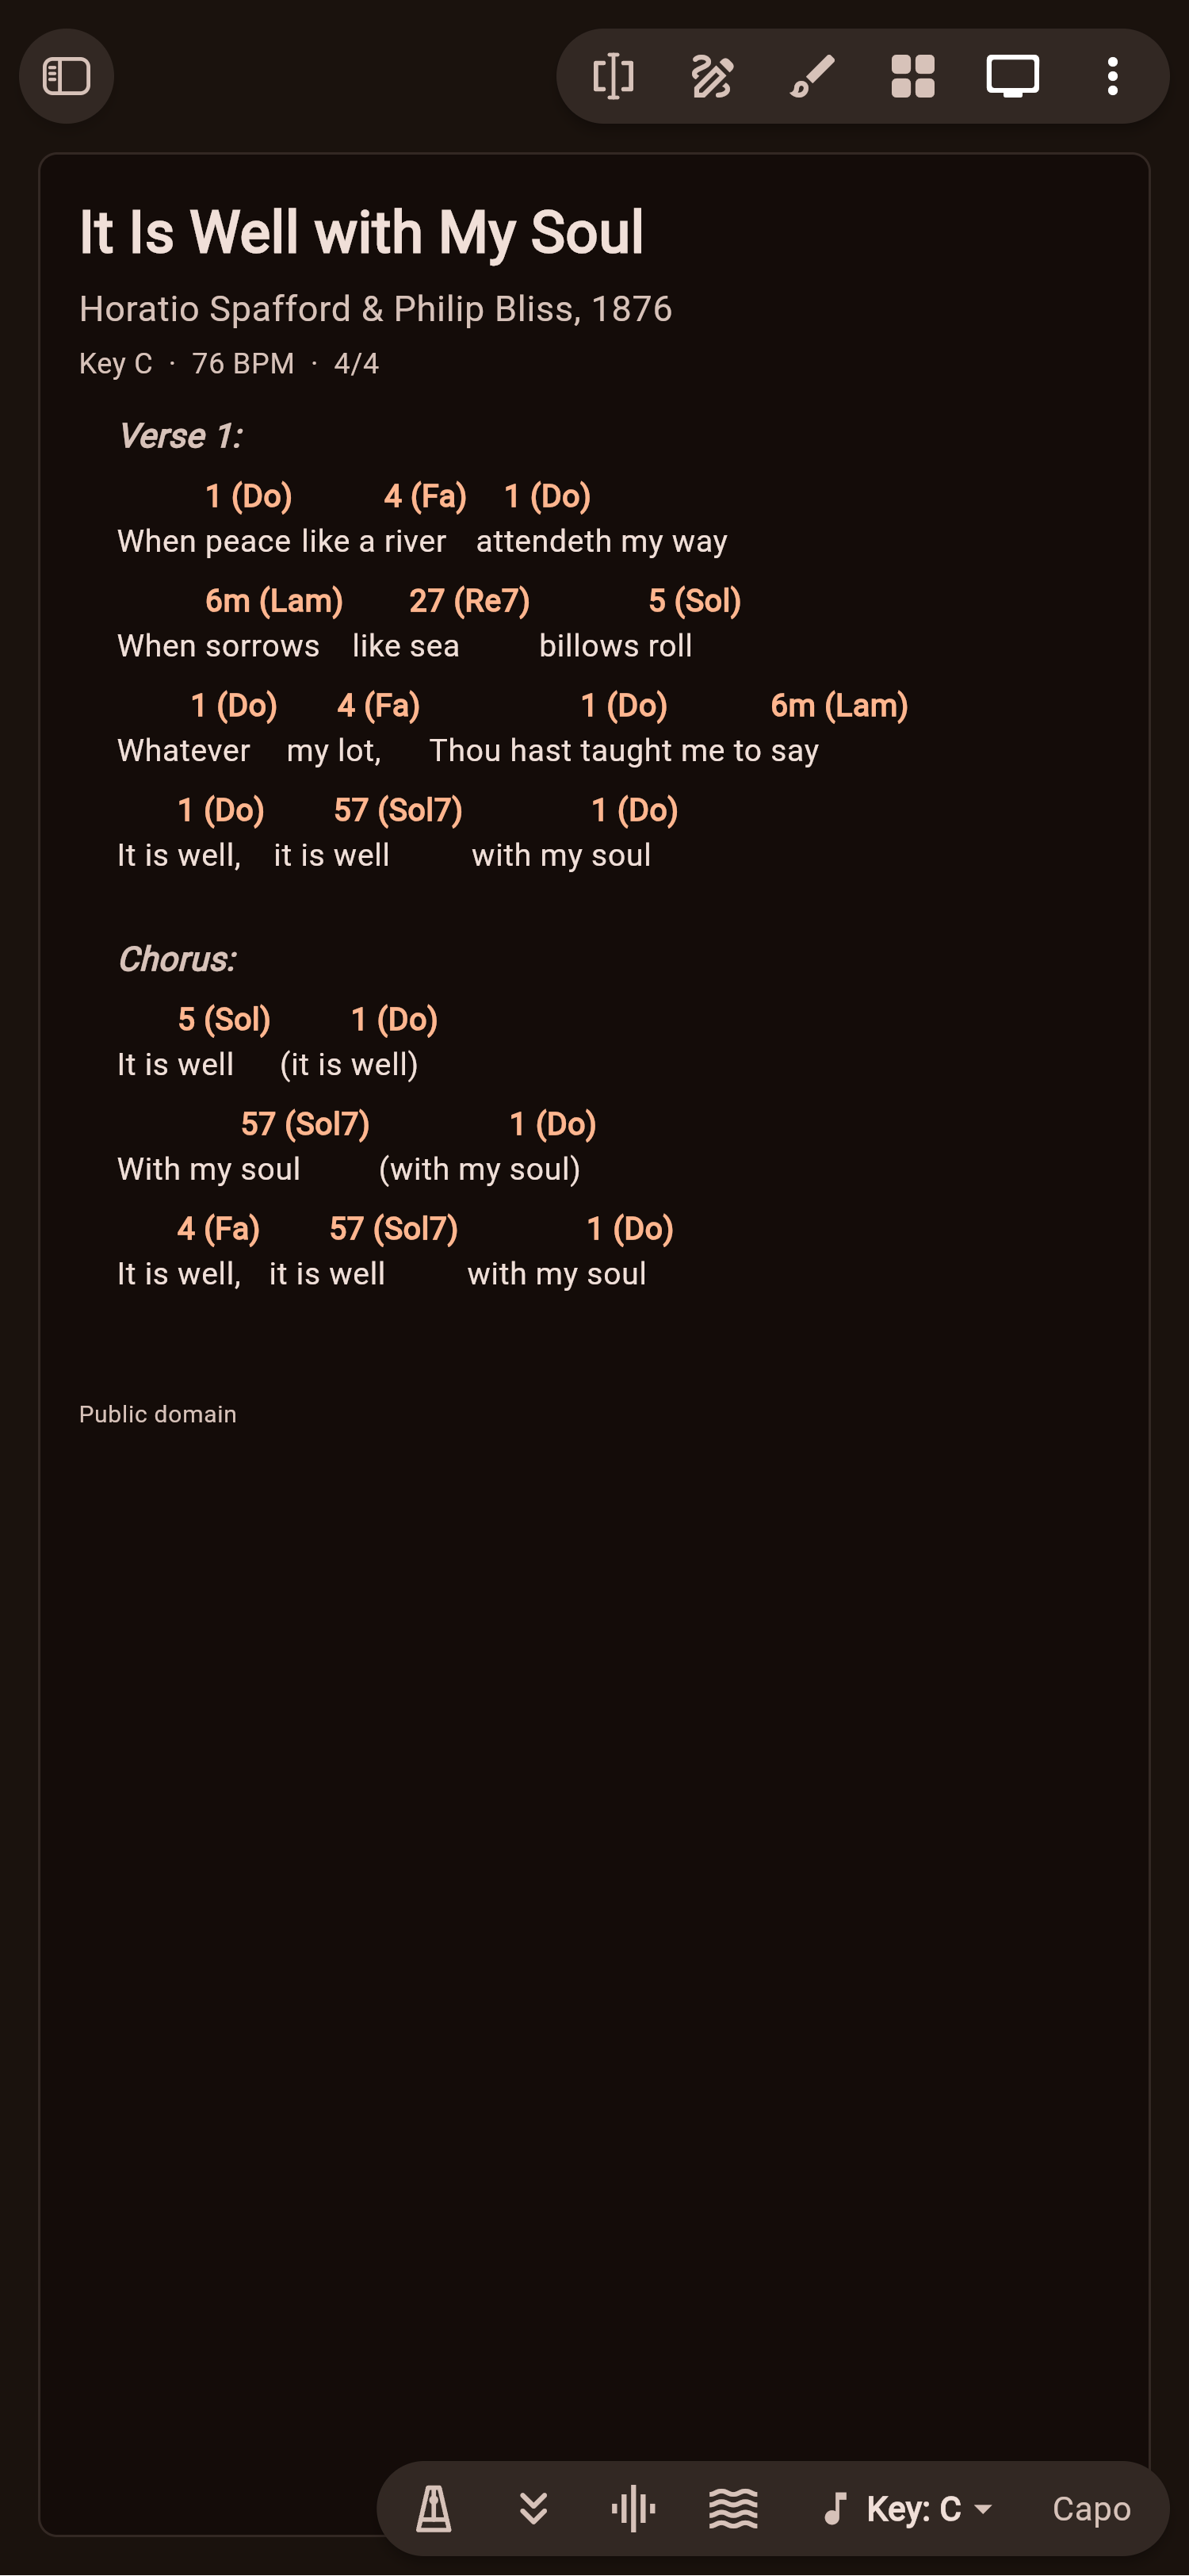 It Is Well with My Soul
Horatio Spafford & Philip Bliss, 1876
Key C · 76 BPM · 4/4
Verse 1:
1 (Do) 4 (Fa) 1 (Do)
When peace like a river attendeth my way
6m (Lam) 27 (Re7) 5 (Sol)
When sorrows like sea billows roll
1 (Do) 4 (Fa) 1 (Do) 6m (Lam)
Whatever my lot, Thou hast taught me to say
1 (Do) 57 (Sol7) 1 (Do)
It is well, it is well with my soul
Chorus:
5 (Sol) 1 (Do)
It is well (it is well)
57 (Sol7) 1 (Do)
With my soul (with my soul)
4 (Fa) 57 (Sol7) 1 (Do)
It is well, it is well with my soul
Public domain
Key: C Capo